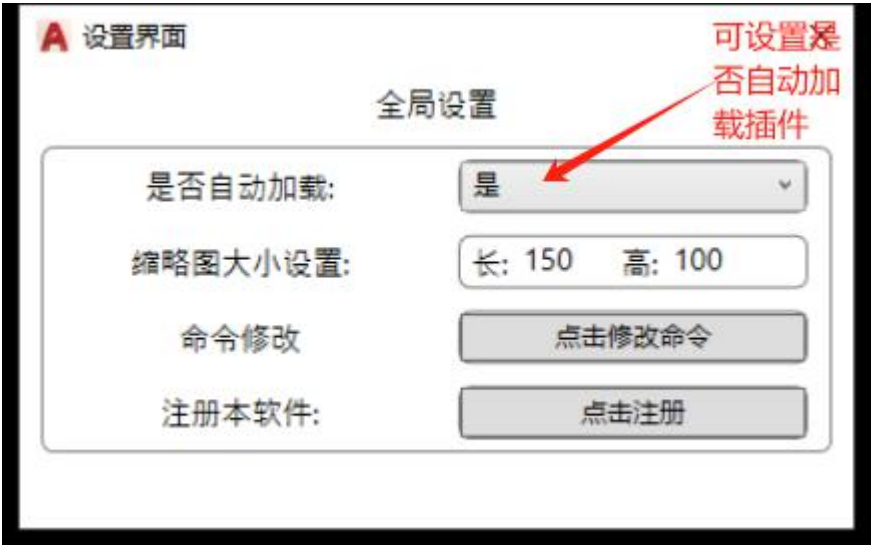 设置界面
可设置是
否自动加
载插件
全局设置
是否自动加载: 是
缩略图大小设置: 长: 150 高: 100
命令修改 点击修改命令
注册本软件: 点击注册